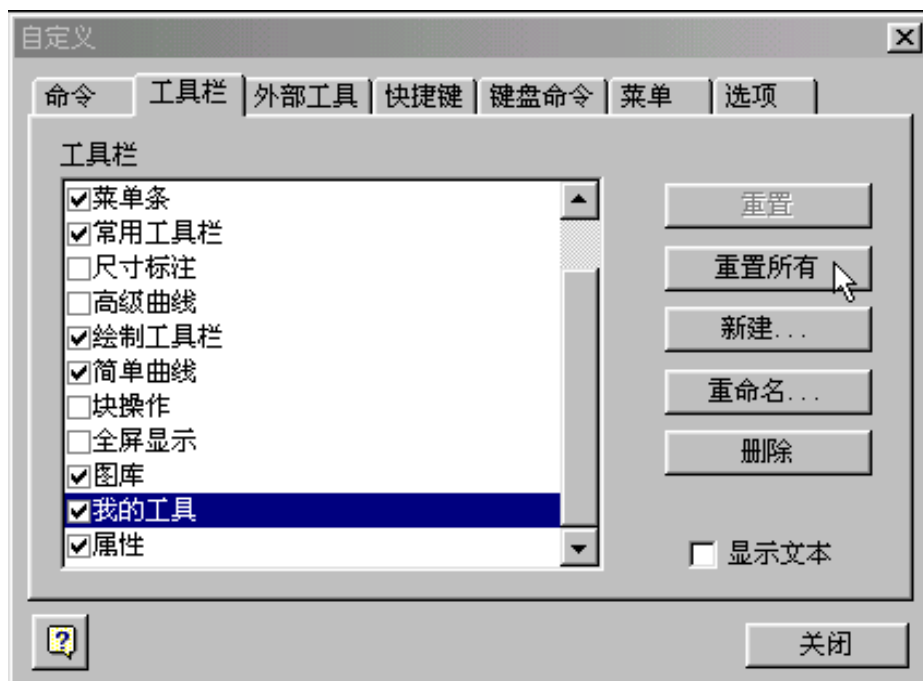 自定义
命令 工具栏 外部工具 快捷键 键盘命令 菜单 选项
工具栏
菜单条
常用工具栏
尺寸标注
高级曲线
绘制工具栏
简单曲线
块操作
全屏显示
图库
我的工具
属性
重置
重置所有
新建...
重命名...
删除
显示文本
关闭